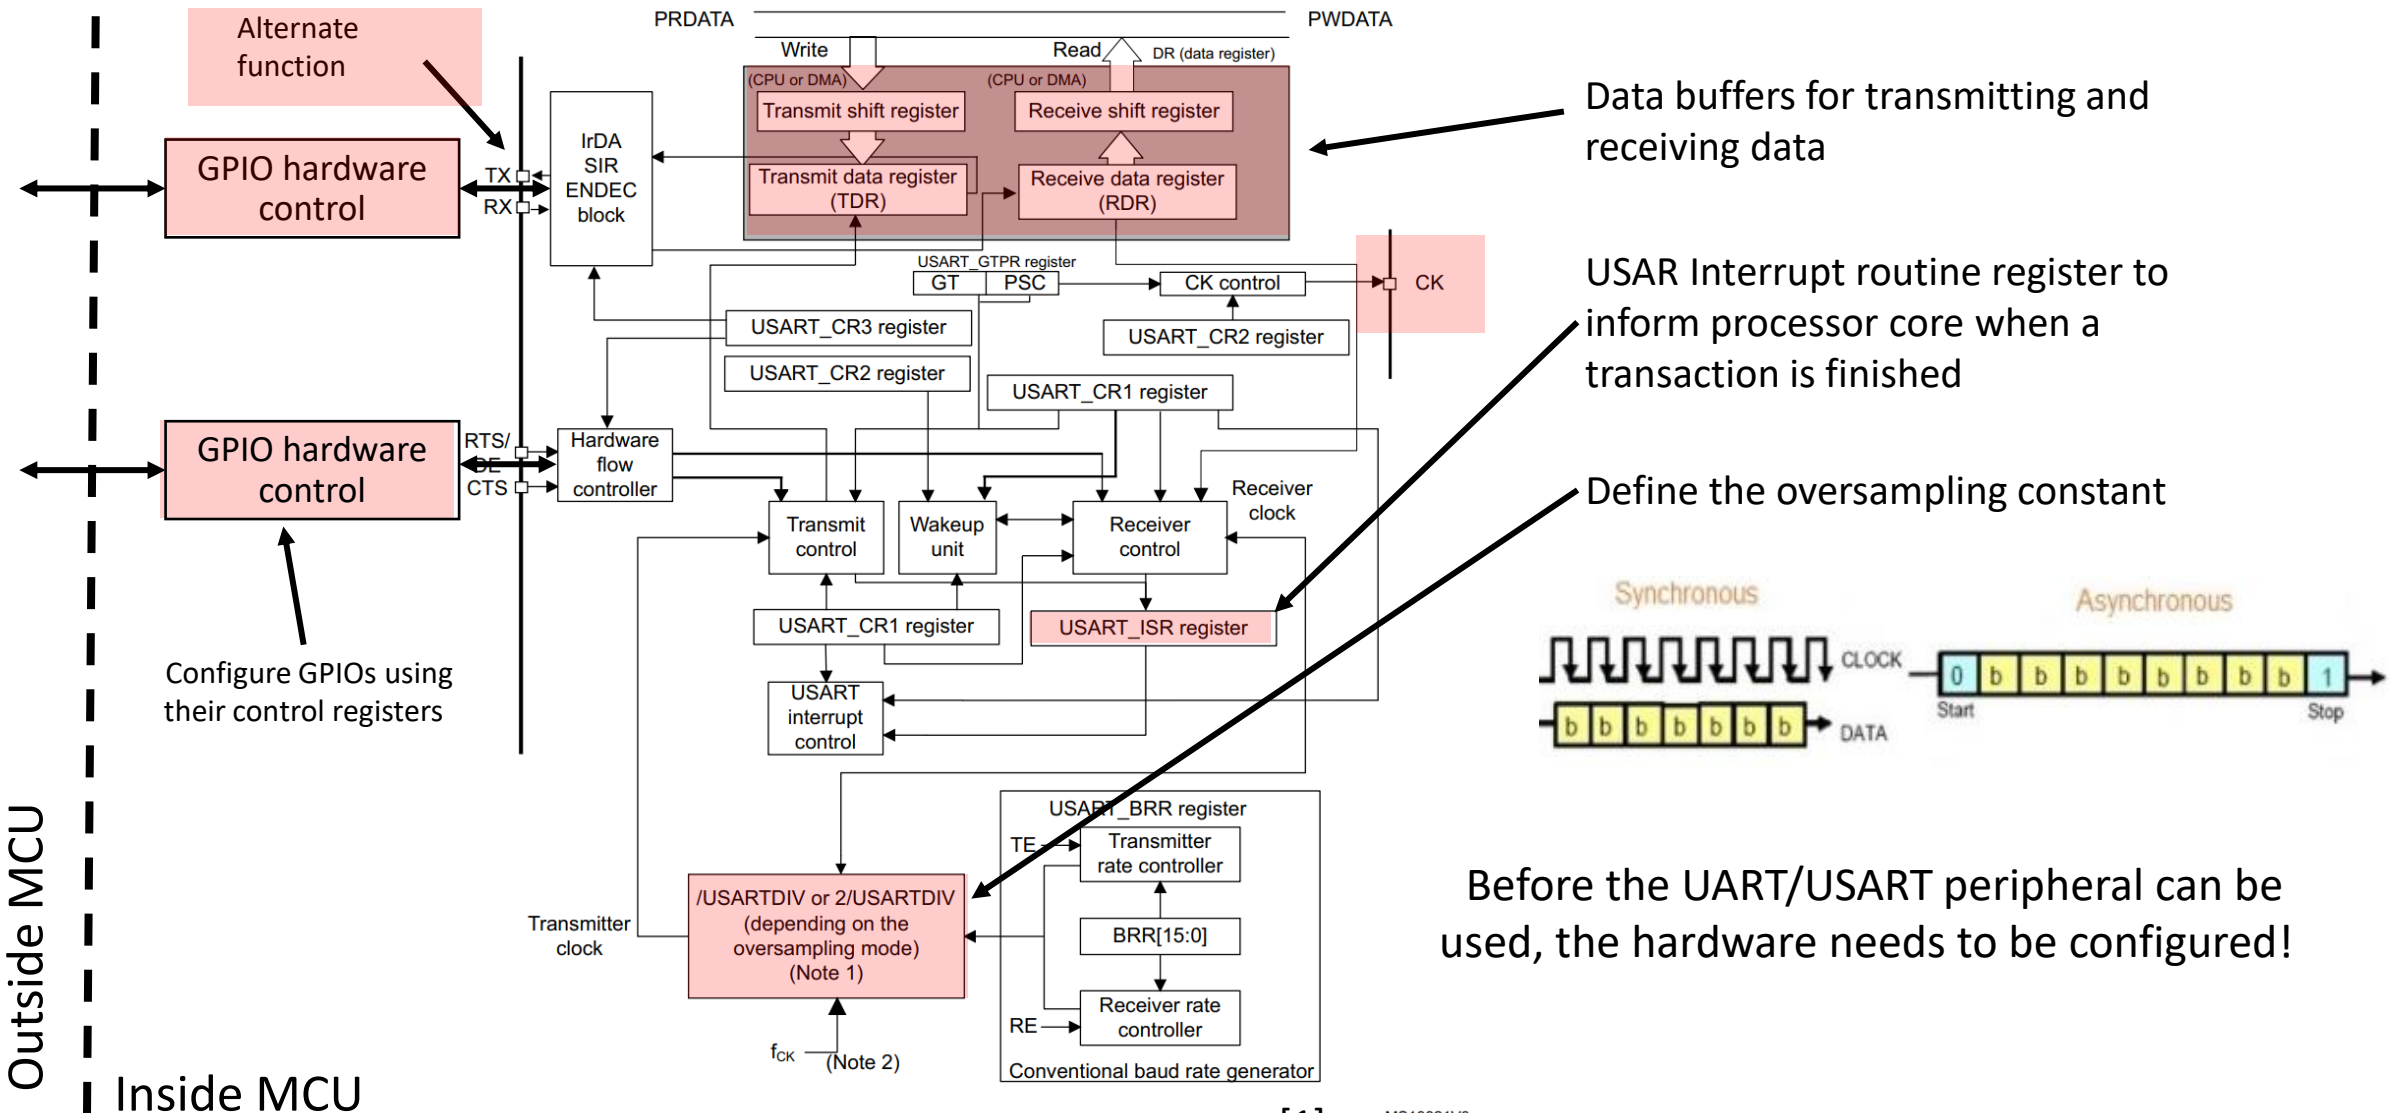 PRDATA
PWDATA
Alternate
function
Write
Read
DR (data register)
(CPU or DMA)
(CPU or DMA)
Transmit shift register
Receive shift register
Data buffers for transmitting and
receiving data
IrDA
SIR
ENDEC
block
GPIO hardware
control
TX
RX
Transmit data register
(TDR)
Receive data register
(RDR)
USART_GTPR register
GT
PSC
CK control
CK
USAR Interrupt routine register to
inform processor core when a
transaction is finished
USART_CR3 register
USART_CR2 register
USART_CR2 register
USART_CR1 register
GPIO hardware
control
RTS/
DE
CTS
Hardware
flow
controller
Receiver
clock
Define the oversampling constant
Transmit
control
Wakeup
unit
Receiver
control
USART_CR1 register
USART_ISR register
Configure GPIOs using
their control registers
USART
interrupt
control
Synchronous
Asynchronous
CLOCK
0 b b b b b b b b 1
Start
Stop
b b b b b b b
DATA
USART_BRR register
TE
Transmitter
rate controller
/USARTDIV or 2/USARTDIV
(depending on the
oversampling mode)
(Note 1)
Transmitter
clock
BRR[15:0]
Before the UART/USART peripheral can be
used, the hardware needs to be configured!
RE
Receiver rate
controller
fCK
(Note 2)
Conventional baud rate generator
Outside MCU
Inside MCU
[1]